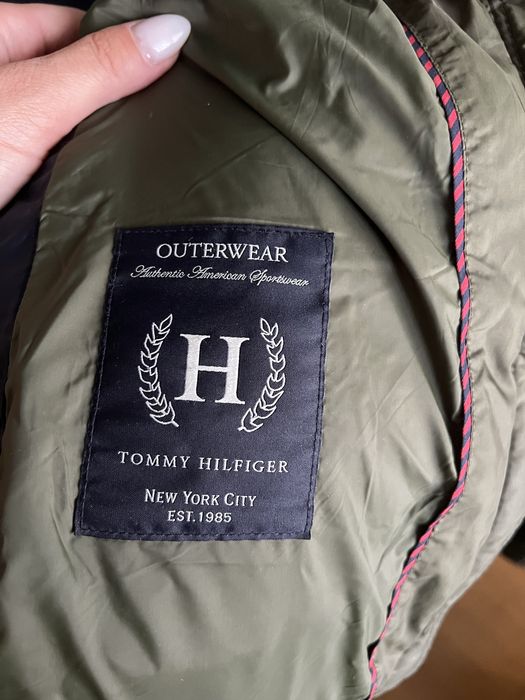 OUTERWEAR
Authentic American Sportswear
H
TOMMY HILFIGER
NEW YORK CITY
EST.1985